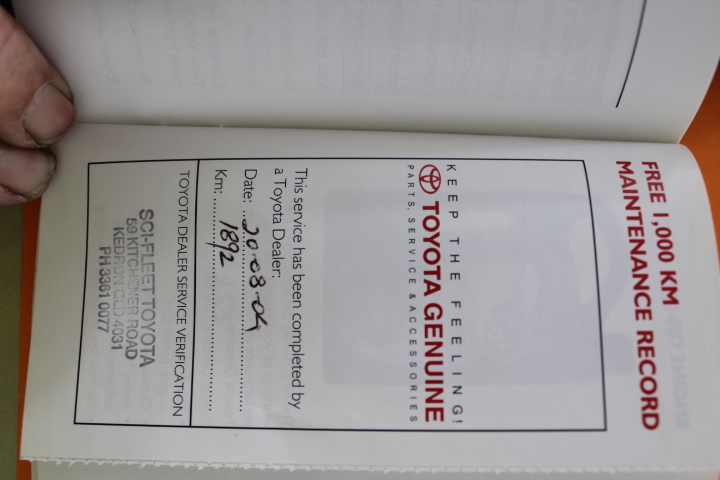 FREE 1,000 KM
MAINTENANCE RECORD
KEEP THE FEELING!
TOYOTA GENUINE
PARTS, SERVICE & ACCESSORIES
This service has been completed by
a Toyota Dealer:
Date: 20.08.04
Km: 1892
TOYOTA DEALER SERVICE VERIFICATION
SCI-FLEET TOYOTA
59 KITCHENER ROAD
KEDRON QLD 4031
PH 3361 0077